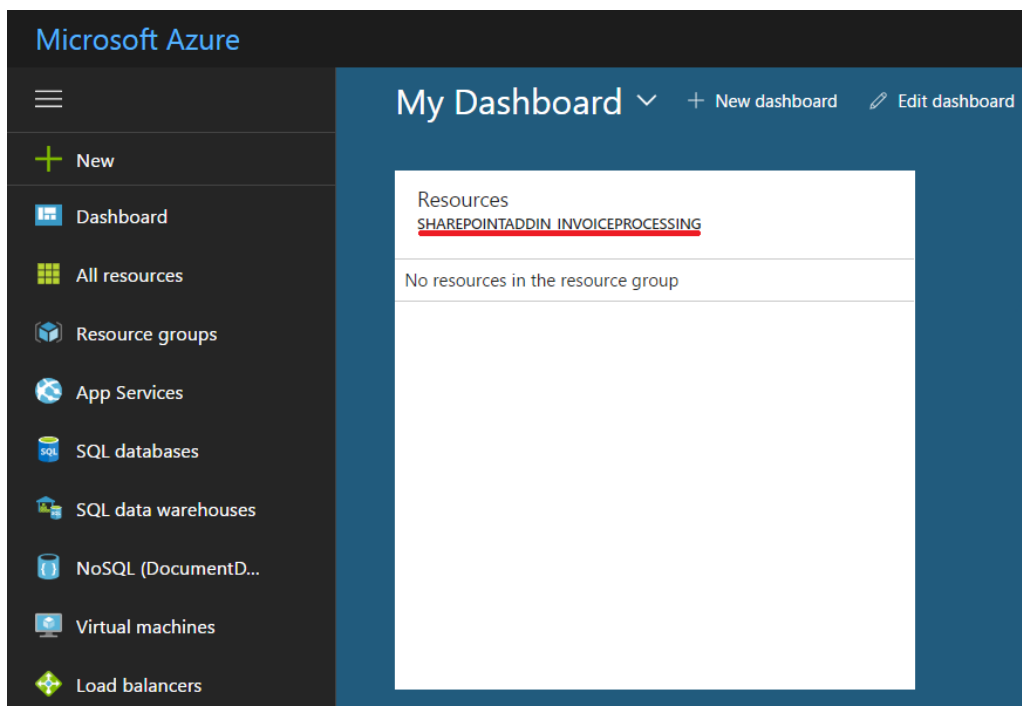 Microsoft Azure
My Dashboard
New dashboard
Edit dashboard
New
Dashboard
All resources
Resource groups
App Services
SQL databases
SQL data warehouses
NoSQL (DocumentD...
Virtual machines
Load balancers
Resources
SHAREPOINTADDIN_INVOICEPROCESSING
No resources in the resource group